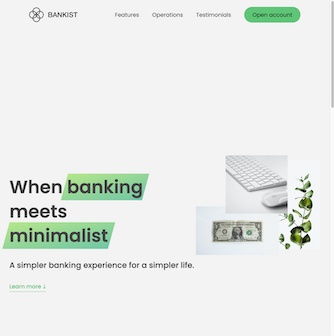 BANKIST
Features Operations Testimonials Open account
When banking
meets
minimalist
A simpler banking experience for a simpler life.
Learn more ↓